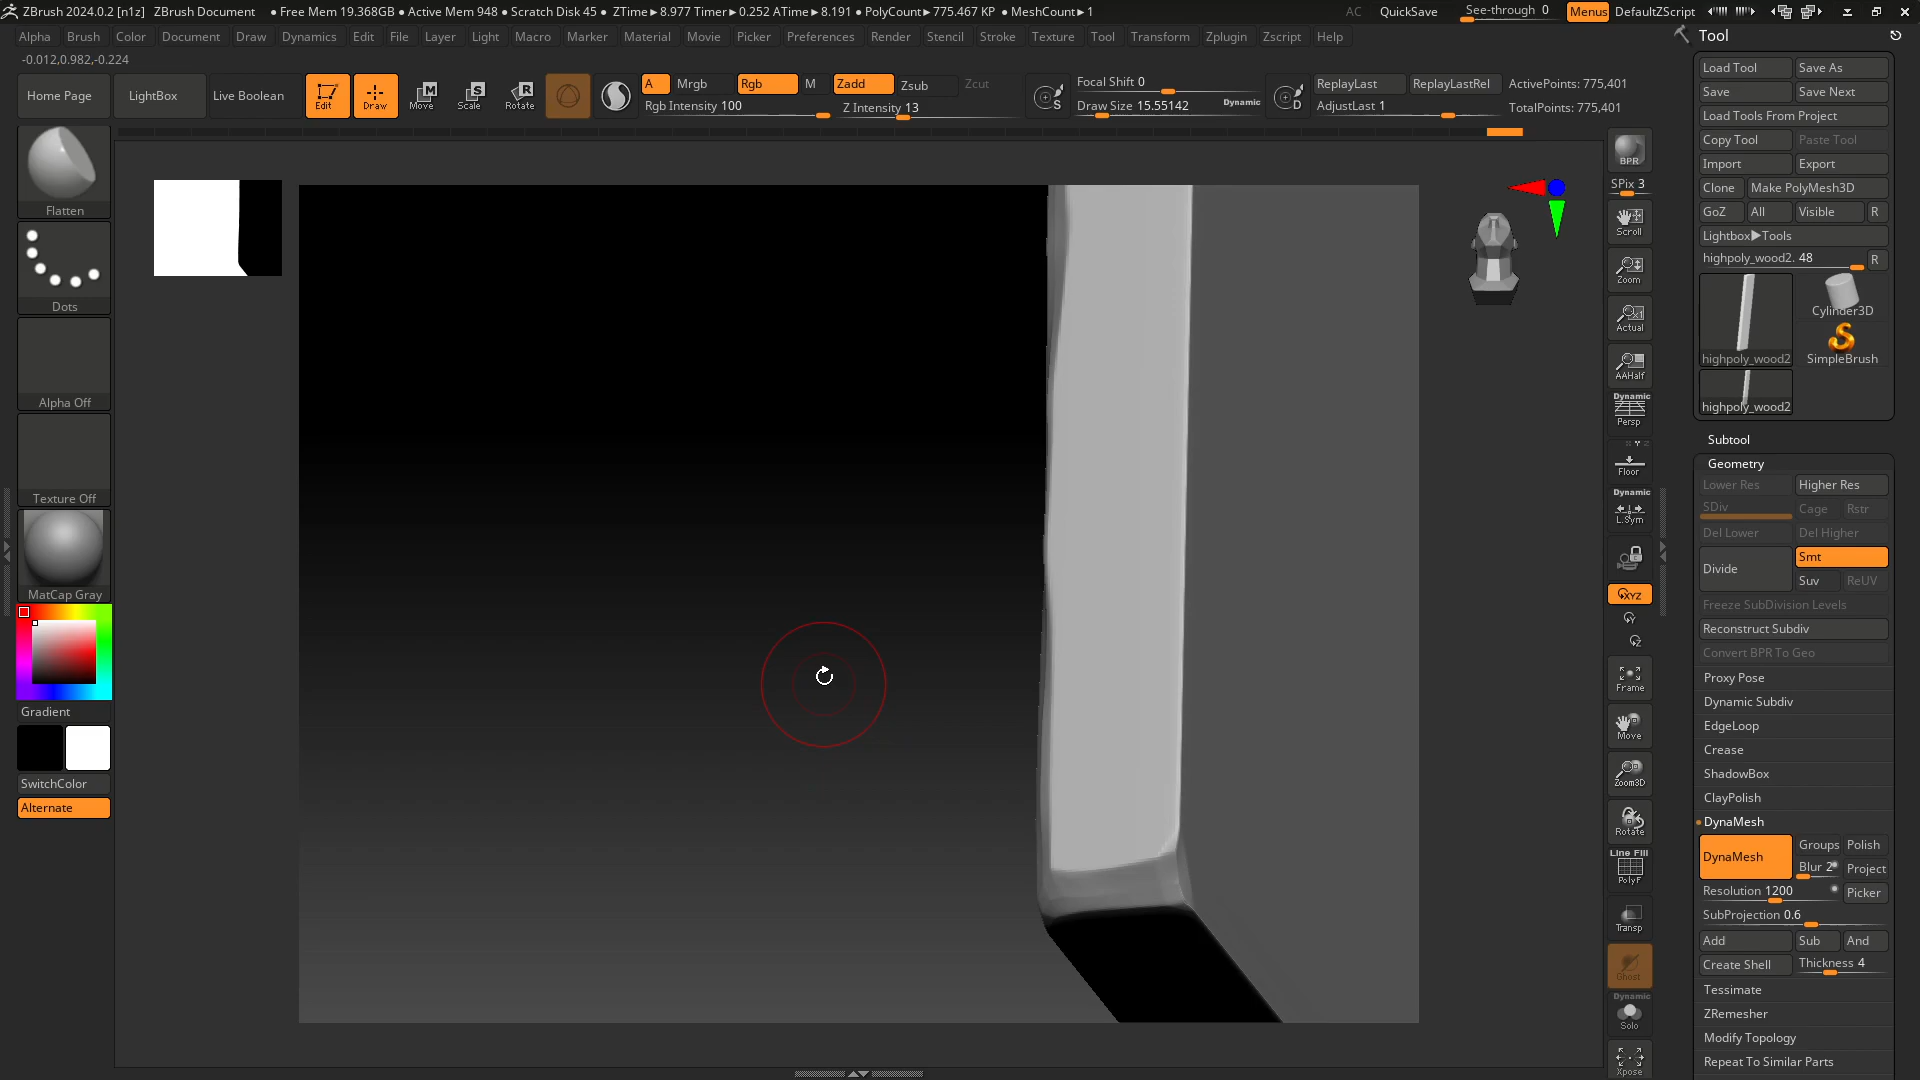 ZBrush 2024.0.2 [n1z] ZBrush Document ● Free Mem 19.368GB ● Active Mem 948 ● Scratch Disk 45 ● ZTime►8.977 Timer►0.252 ATime►8.191 ● PolyCount►775.467 KP ● MeshCount►1 AC QuickSave See-through 0 Menus DefaultZScript
Alpha Brush Color Document Draw Dynamics Edit File Layer Light Macro Marker Material Movie Picker Preferences Render Stencil Stroke Texture Tool Transform Zplugin Zscript Help
-0.012,0.982,-0.224
Home Page LightBox Live Boolean Edit Draw Move Scale Rotate
A Mrgb Rgb M Zadd Zsub Zcut
Rgb Intensity 100 Z Intensity 13
S Focal Shift 0
Draw Size 15.55142 Dynamic
D ReplayLast ReplayLastRel ActivePoints: 775,401
AdjustLast 1 TotalPoints: 775,401
Flatten
Dots
Alpha Off
Texture Off
MatCap Gray
Gradient
SwitchColor
Alternate
BPR
SPix 3
Scroll
Zoom
Actual
AAHalf
Dynamic
Persp
Floor
Dynamic
L.Sym
XYZ
Y
Z
Frame
Move
Zoom3D
Rotate
Line Fill
PolyF
Transp
Ghost
Dynamic
Solo
Xpose
Tool
Load Tool Save As
Save Save Next
Load Tools From Project
Copy Tool Paste Tool
Import Export
Clone Make PolyMesh3D
GoZ All Visible R
Lightbox►Tools
highpoly_wood2. 48 R
highpoly_wood2 Cylinder3D
SimpleBrush
highpoly_wood2
Subtool
Geometry
Lower Res Higher Res
SDiv Cage Rstr
Del Lower Del Higher
Divide Smt
Suv ReUV
Freeze SubDivision Levels
Reconstruct Subdiv
Convert BPR To Geo
Proxy Pose
Dynamic Subdiv
EdgeLoop
Crease
ShadowBox
ClayPolish
DynaMesh
DynaMesh Groups Polish
Blur 2 Project
Resolution 1200 Picker
SubProjection 0.6
Add Sub And
Create Shell Thickness 4
Tessimate
ZRemesher
Modify Topology
Repeat To Similar Parts